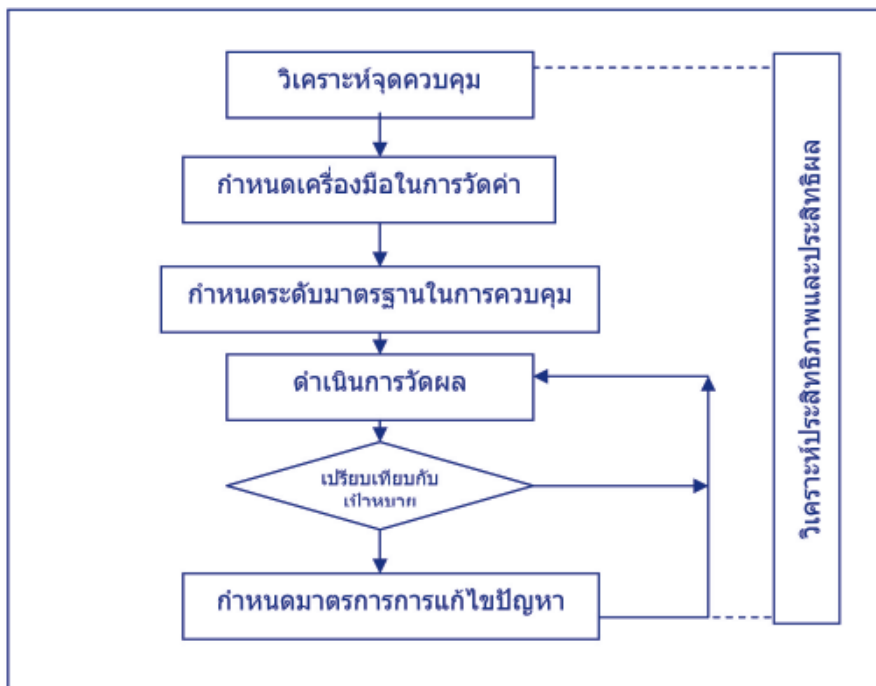 วิเคราะห์จุดควบคุม
กำหนดเครื่องมือในการวัดค่า
กำหนดระดับมาตรฐานในการควบคุม
ดำเนินการวัดผล
เปรียบเทียบกับ
เป้าหมาย
กำหนดมาตรการการแก้ไขปัญหา
วิเคราะห์ประสิทธิภาพและประสิทธิผล